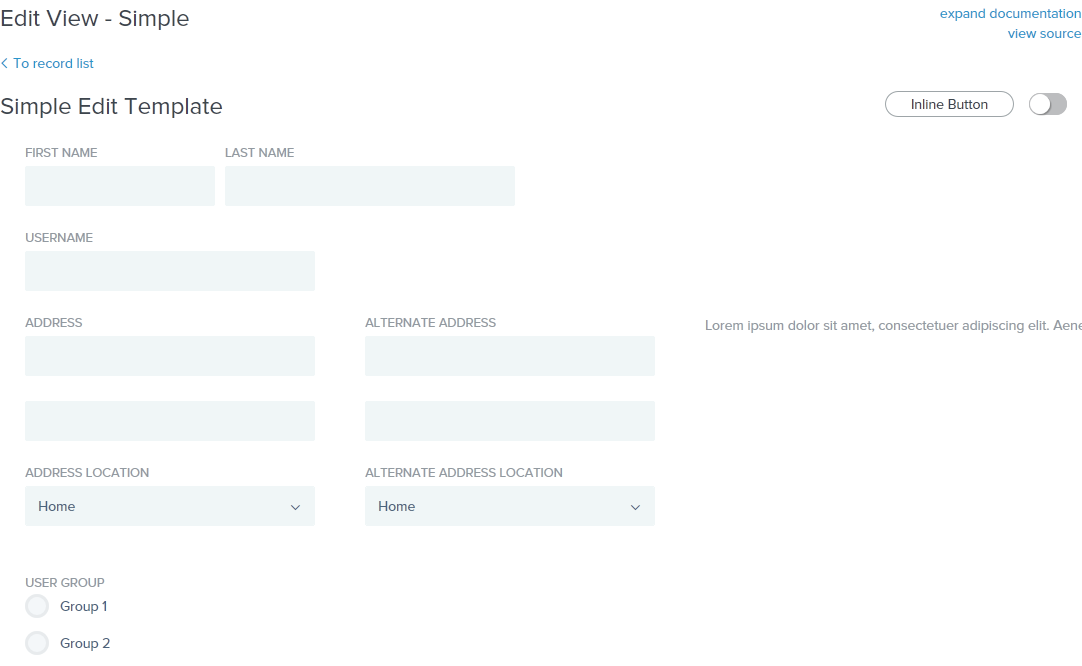 Edit View - Simple
expand documentation
view source
To record list
Simple Edit Template
Inline Button
FIRST NAME
LAST NAME
USERNAME
ADDRESS
ALTERNATE ADDRESS
Lorem ipsum dolor sit amet, consectetuer adipiscing elit. Aene
ADDRESS LOCATION
ALTERNATE ADDRESS LOCATION
Home
Home
USER GROUP
Group 1
Group 2